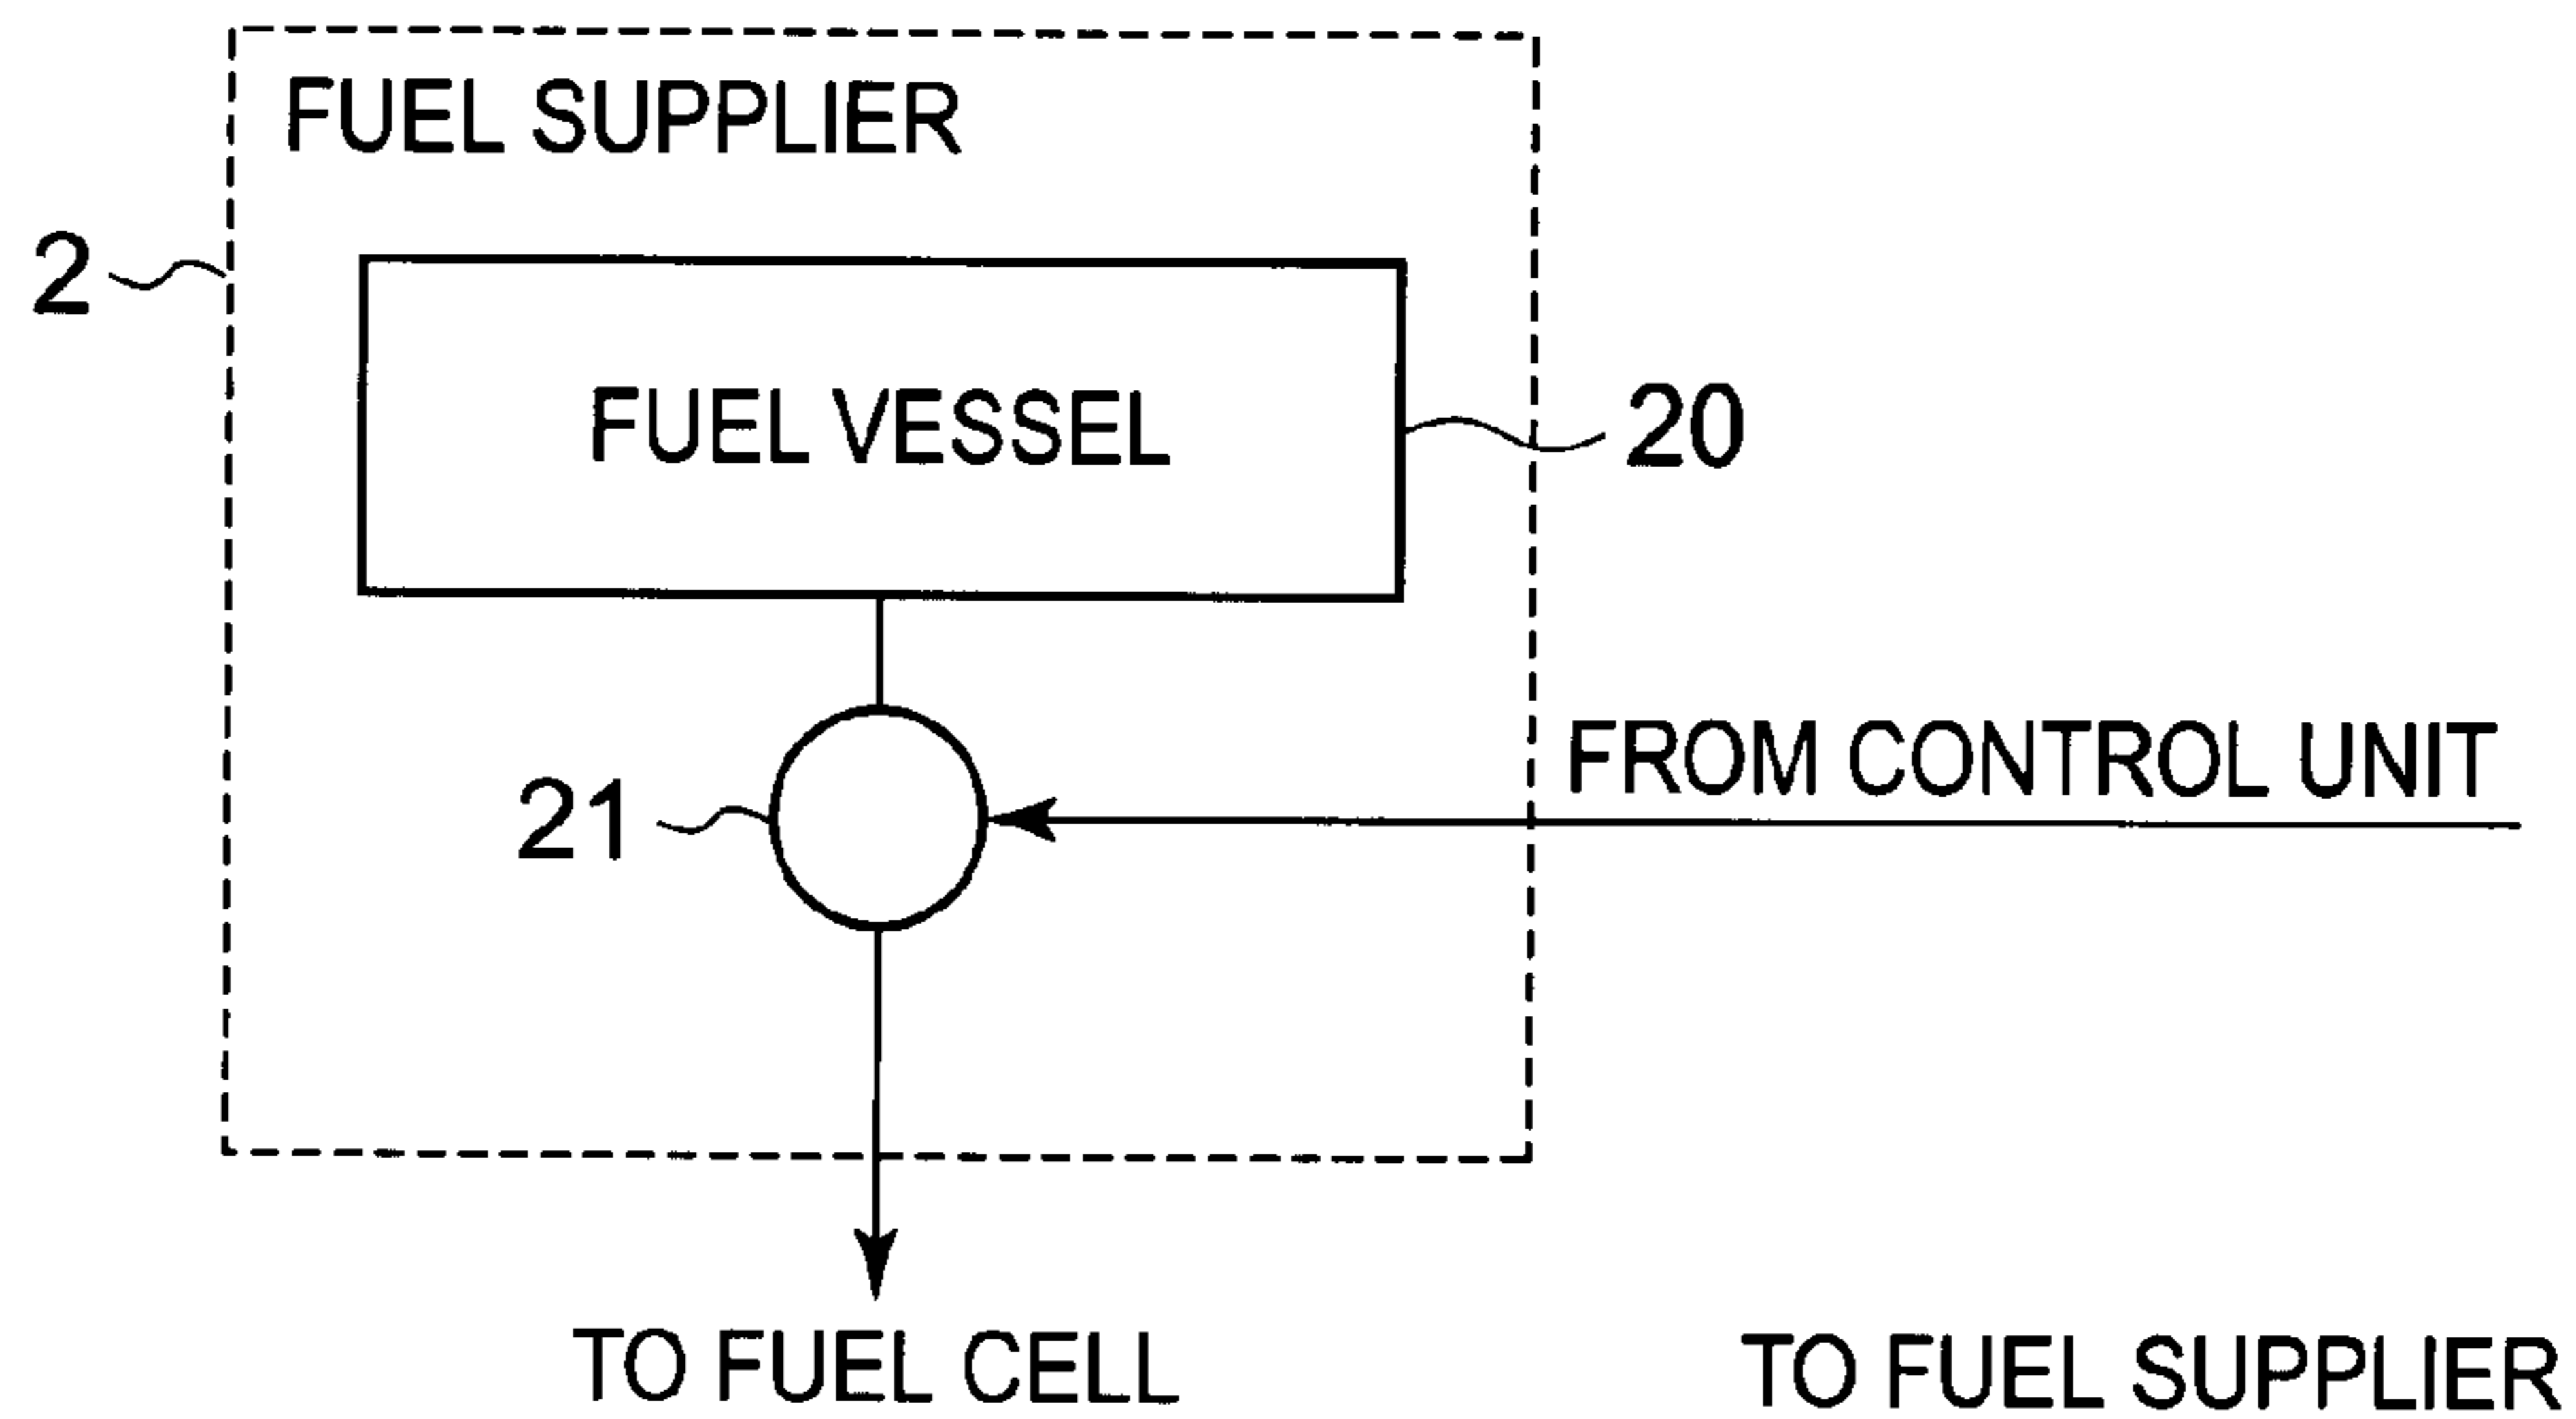 FUEL SUPPLIER
2
FUEL VESSEL
20
FROM CONTROL UNIT
21
TO FUEL CELL
TO FUEL SUPPLIER